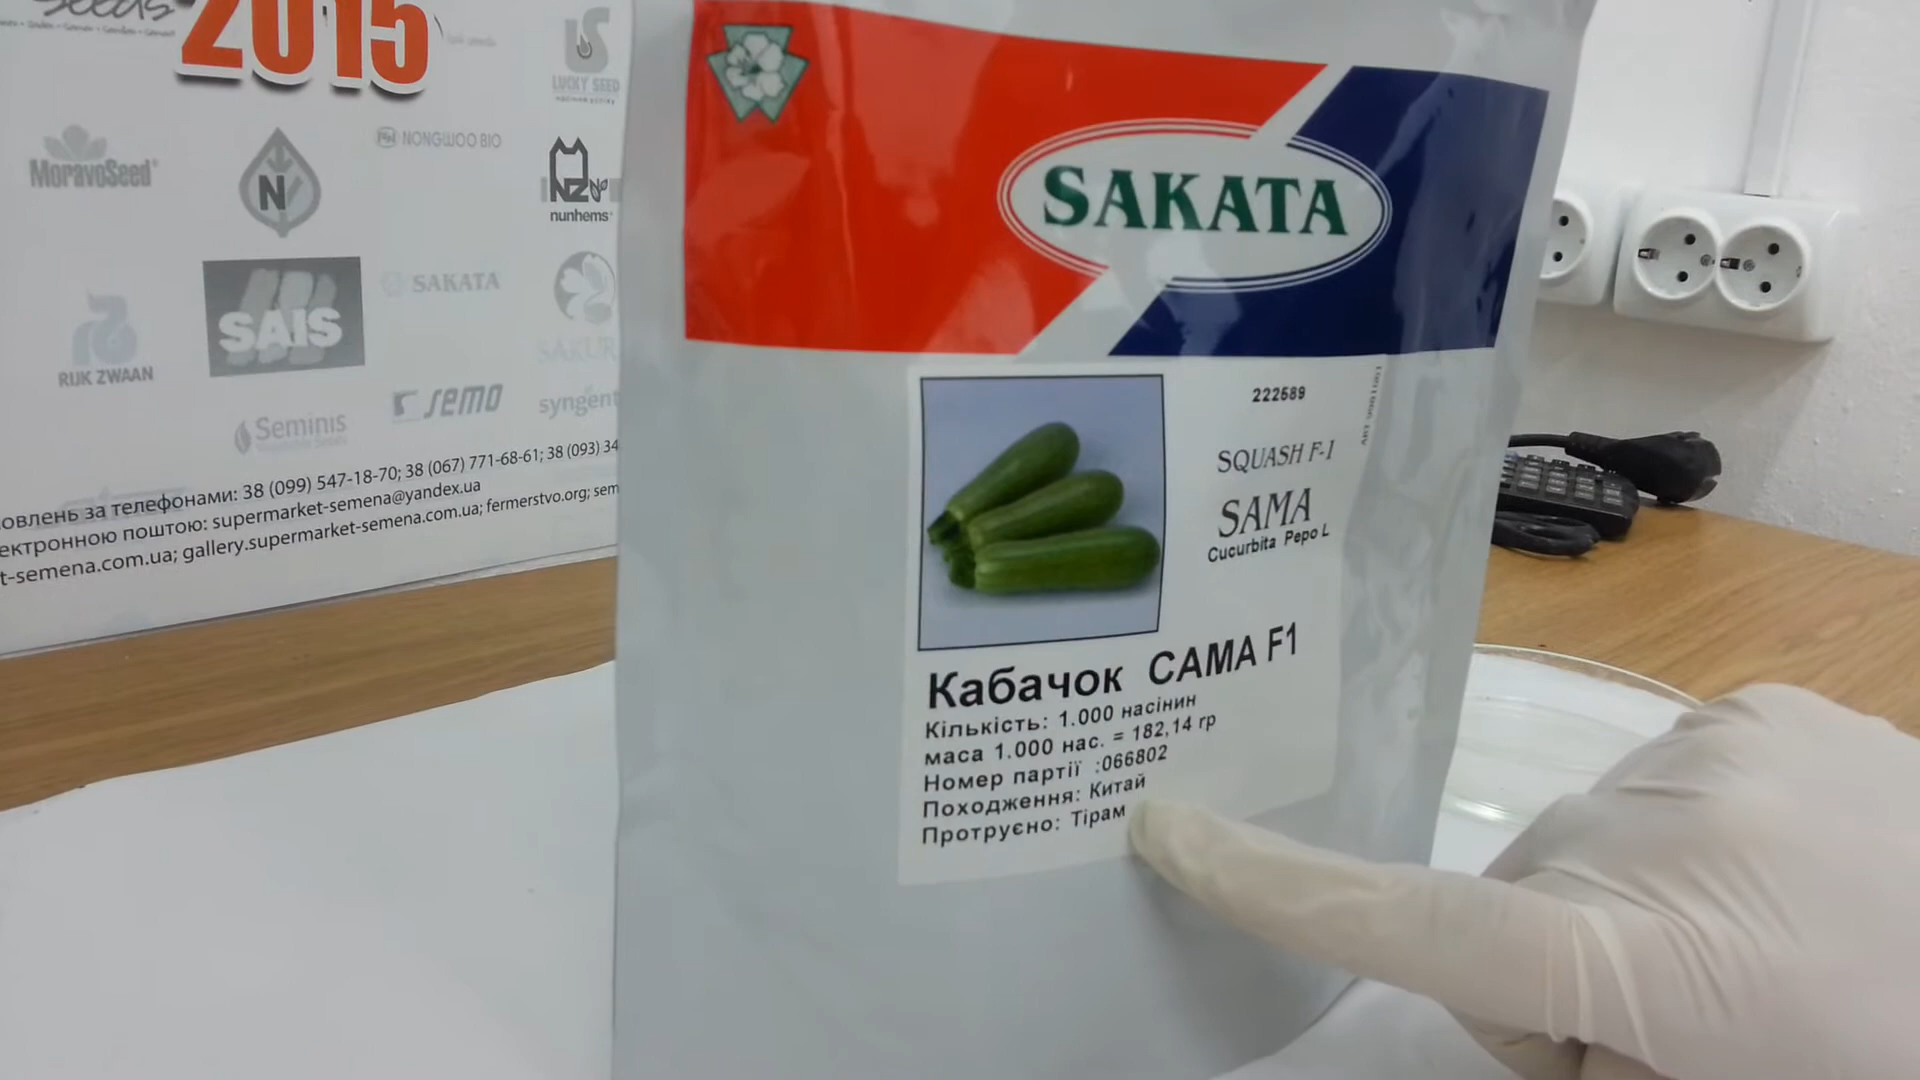 2015
LUCKY SEED
MoravoSeed
N
NONGWOO BIO
NZ
nunhems
RIJK ZWAAN
SAIS
SAKATA
Seminis
semo
овлень за телефонами: 38 (099) 547-18-70; 38 (067) 771-68-61; 38 (093) 34
ектронною поштою: supermarket-semena@yandex.ua
t-semena.com.ua; gallery.supermarket-semena.com.ua; fermerstvo.org; sem
SAKATA
222589
SQUASH F-1
SAMA
Cucurbita Pepo L
Кабачок САМА F1
Кількість: 1.000 насінин
маса 1.000 нас. = 182,14 гр
Номер партії :066802
Походження: Китай
Протруєно: Тірам